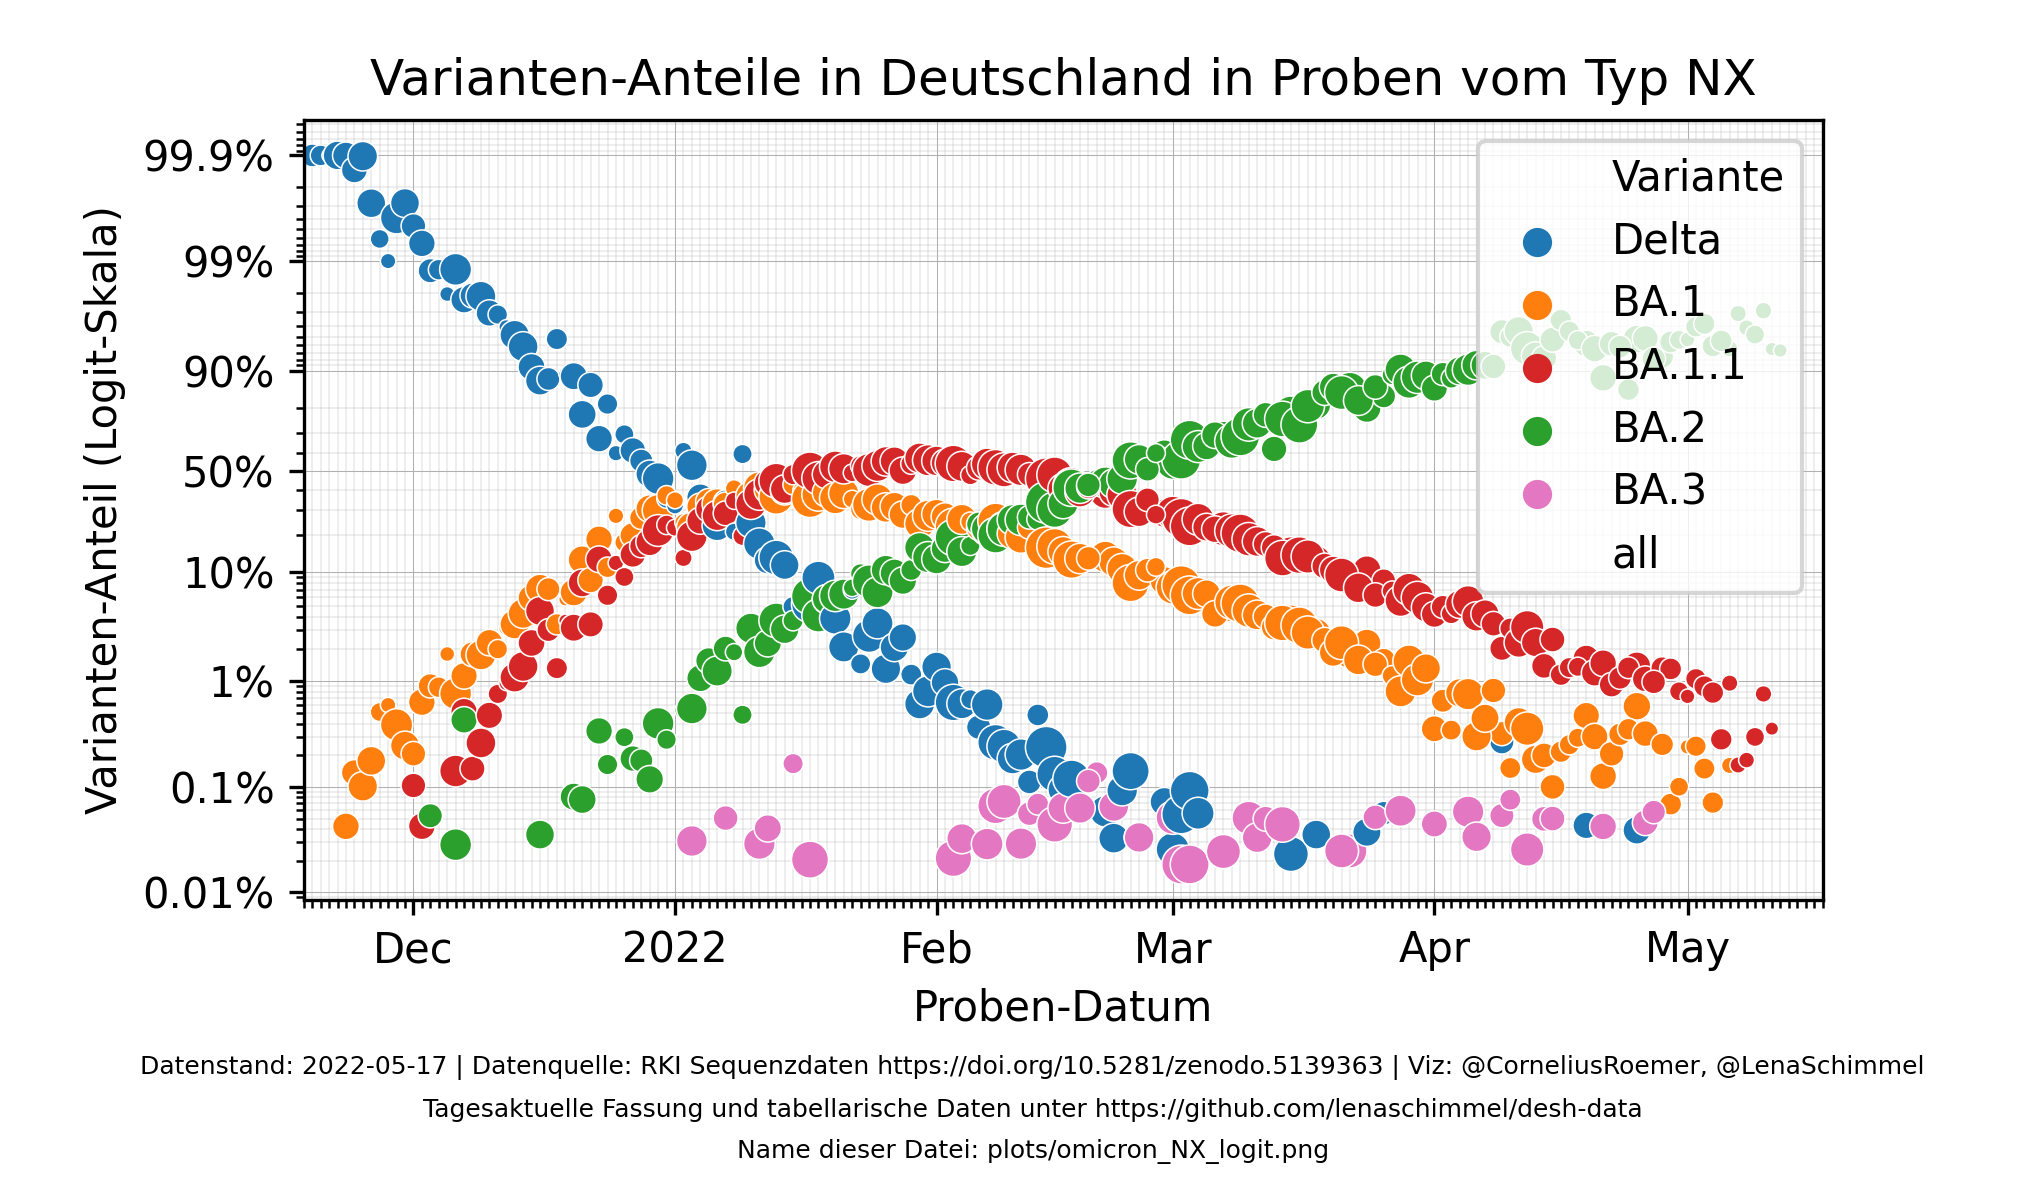 Varianten-Anteile in Deutschland in Proben vom Typ NX
Varianten-Anteil (Logit-Skala)
99.9%
99%
90%
50%
10%
1%
0.1%
0.01%
Variante
Delta
BA.1
BA.1.1
BA.2
BA.3
all
Dec
2022
Feb
Mar
Apr
May
Proben-Datum
Datenstand: 2022-05-17 | Datenquelle: RKI Sequenzdaten https://doi.org/10.5281/zenodo.5139363 | Viz: @CorneliusRoemer, @LenaSchimmel
Tagesaktuelle Fassung und tabellarische Daten unter https://github.com/lenaschimmel/desh-data
Name dieser Datei: plots/omicron_NX_logit.png